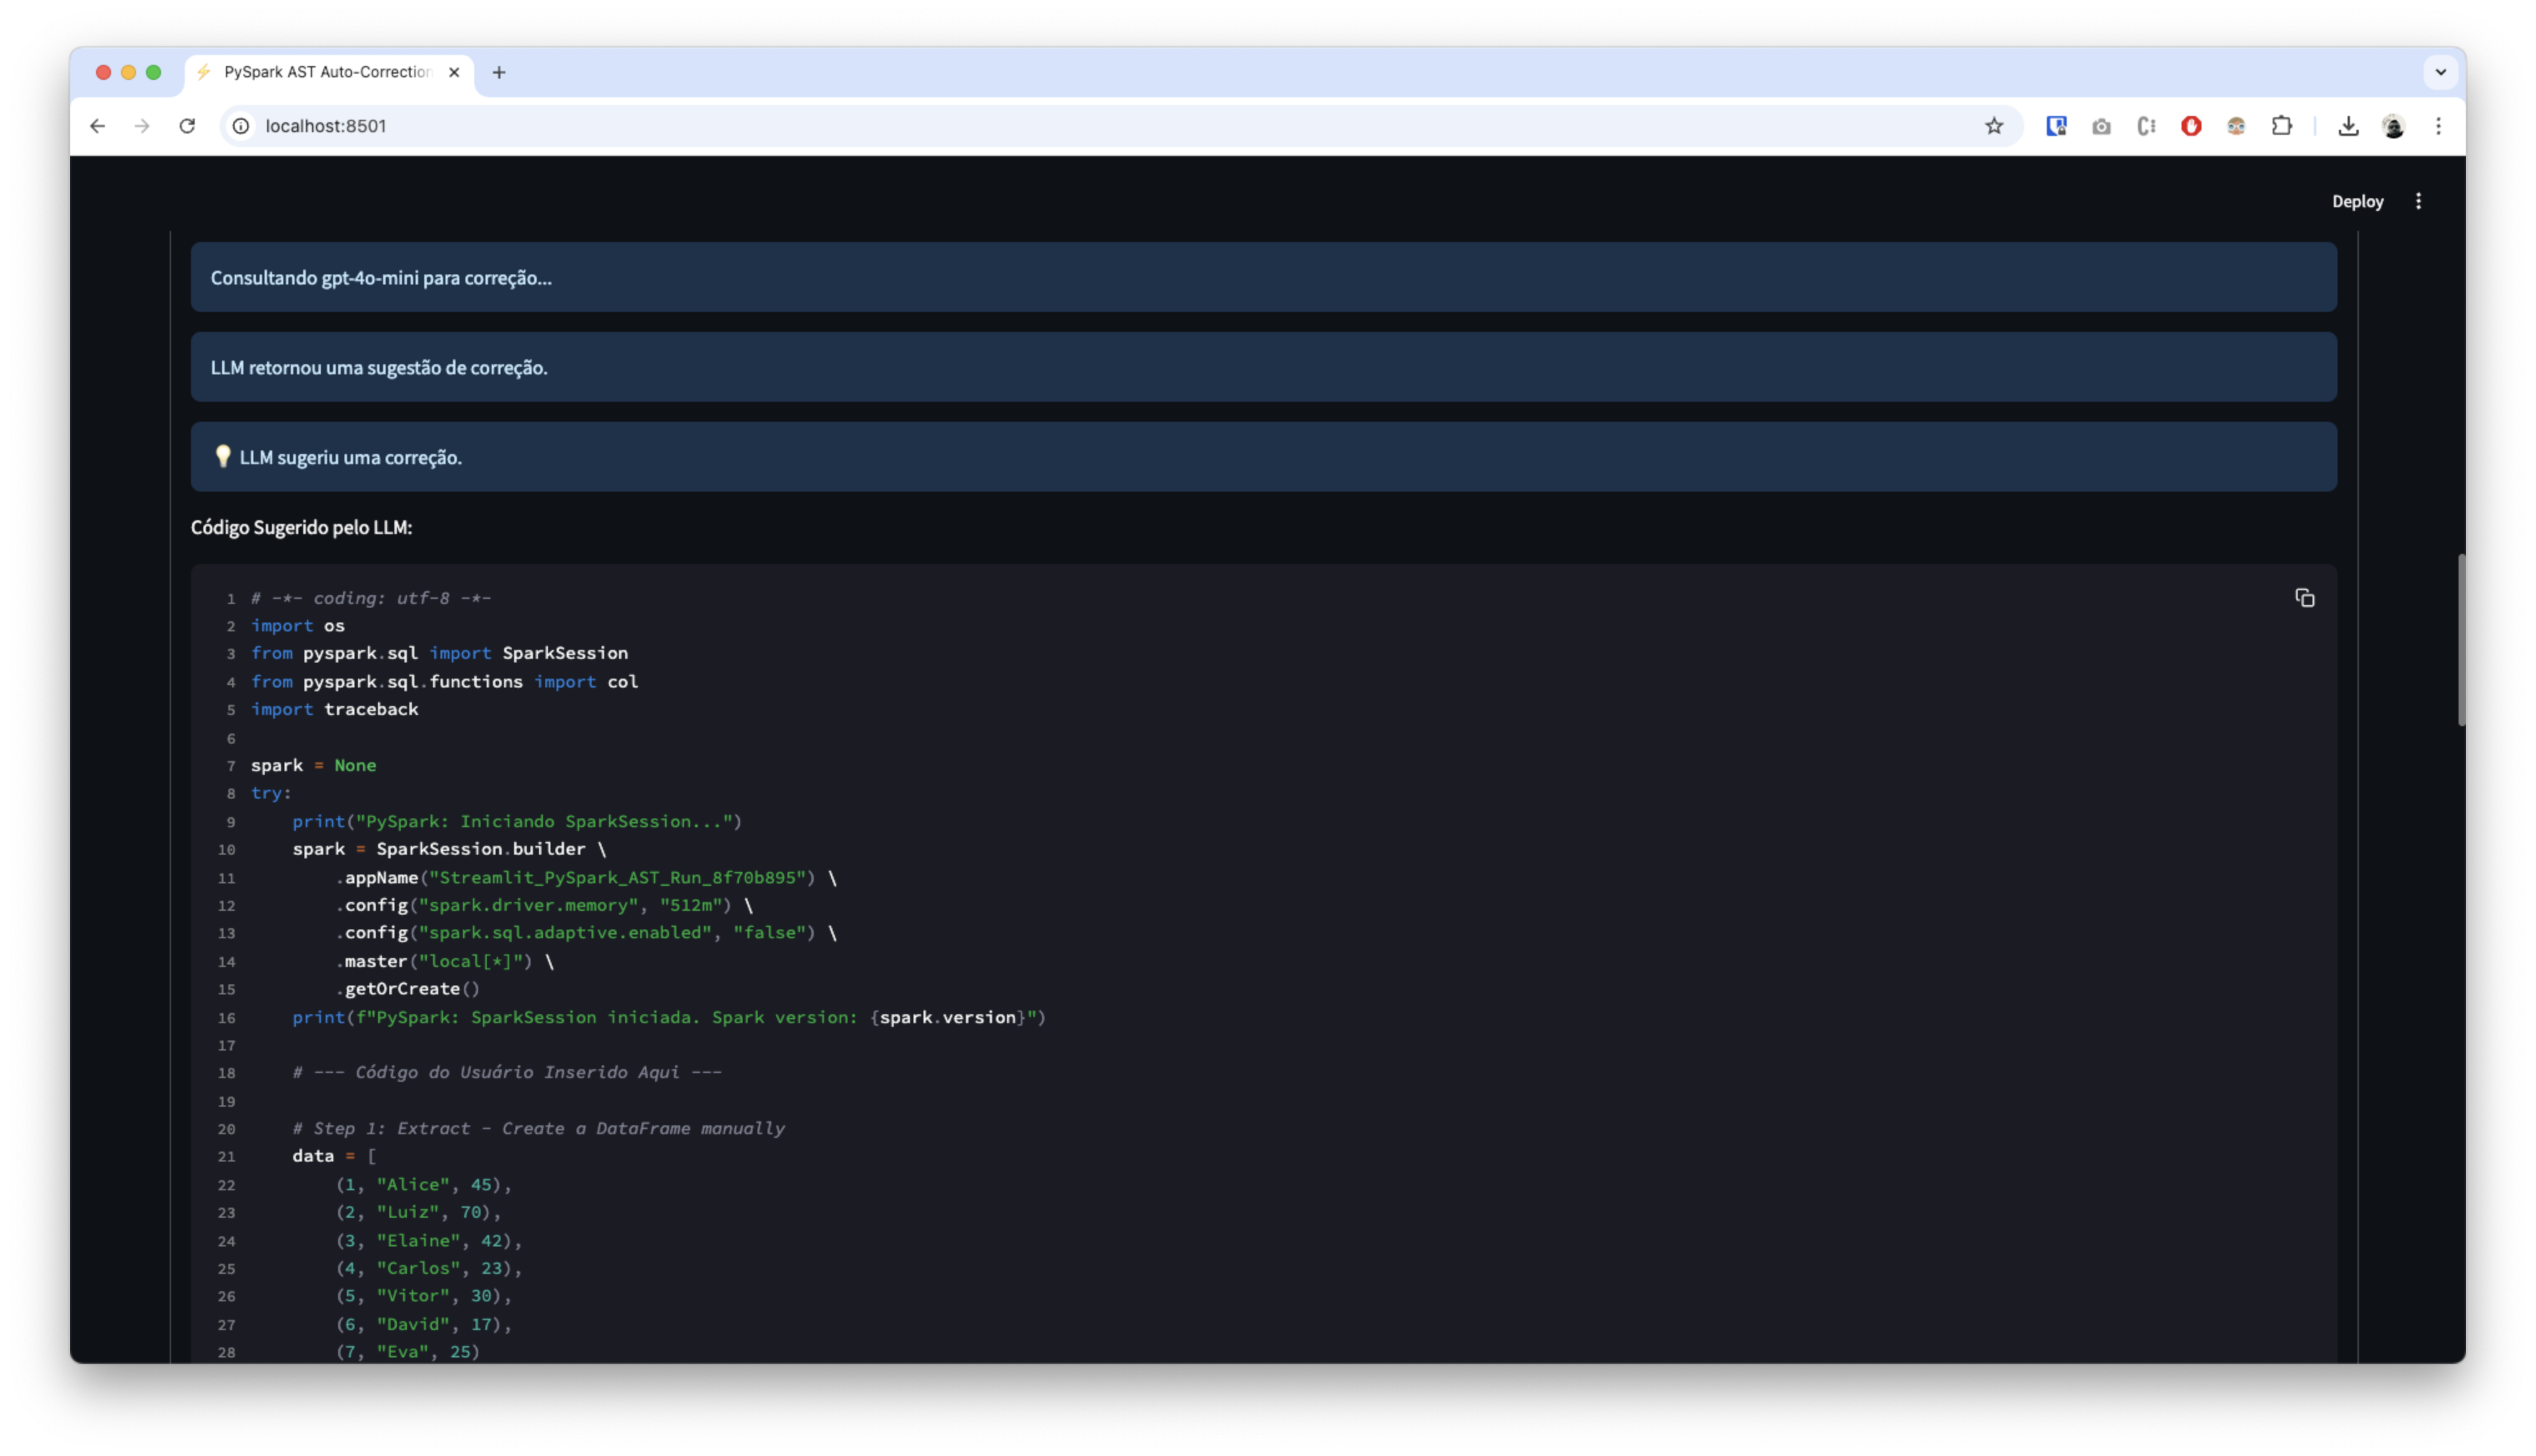 PySpark AST Auto-Correction
localhost:8501
Deploy
Consultando gpt-4o-mini para correção...
LLM retornou uma sugestão de correção.
💡 LLM sugeriu uma correção.
Código Sugerido pelo LLM:
1 # -*- coding: utf-8 -*-
2 import os
3 from pyspark.sql import SparkSession
4 from pyspark.sql.functions import col
5 import traceback
6
7 spark = None
8 try:
9     print("PySpark: Iniciando SparkSession...")
10     spark = SparkSession.builder \
11         .appName("Streamlit_PySpark_AST_Run_8f70b895") \
12         .config("spark.driver.memory", "512m") \
13         .config("spark.sql.adaptive.enabled", "false") \
14         .master("local[*]") \
15         .getOrCreate()
16     print(f"PySpark: SparkSession iniciada. Spark version: {spark.version}")
17
18     # --- Código do Usuário Inserido Aqui ---
19
20     # Step 1: Extract - Create a DataFrame manually
21     data = [
22         (1, "Alice", 45),
23         (2, "Luiz", 70),
24         (3, "Elaine", 42),
25         (4, "Carlos", 23),
26         (5, "Vitor", 30),
27         (6, "David", 17),
28         (7, "Eva", 25)